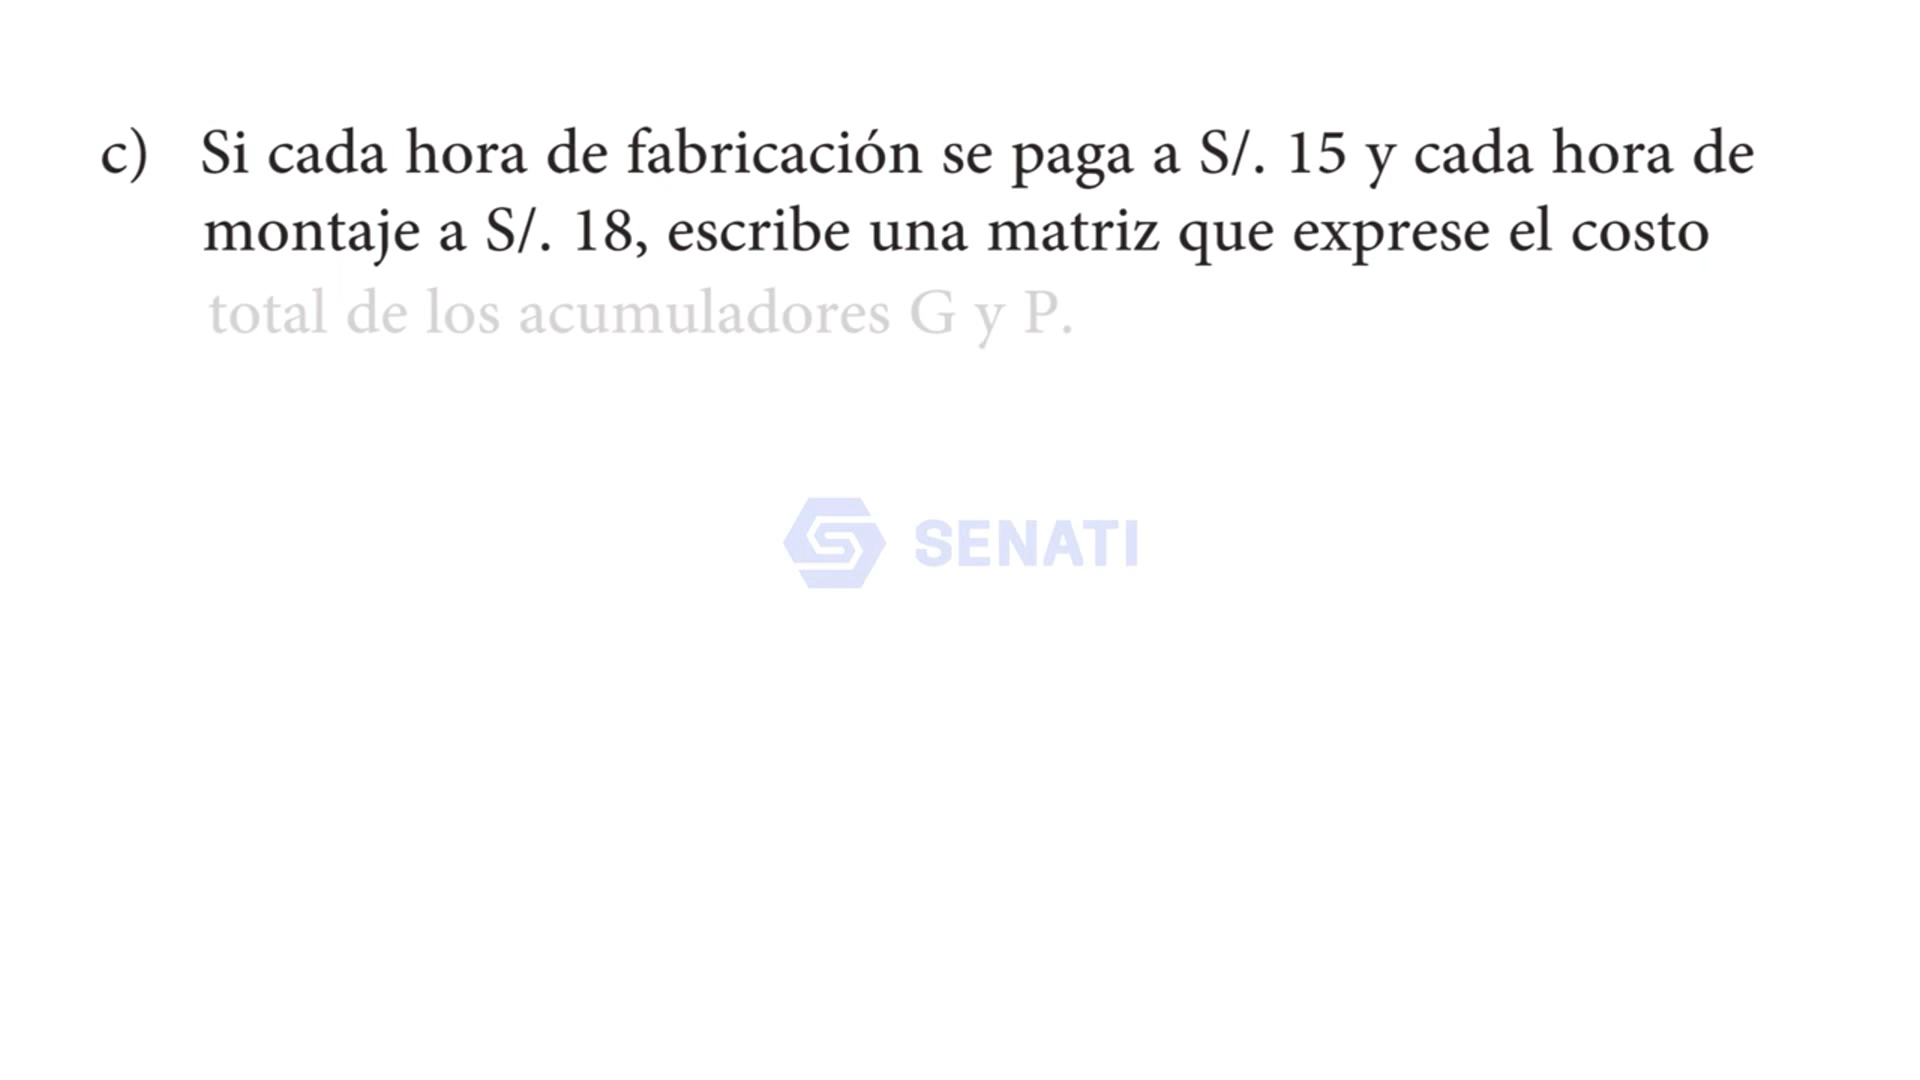 c) Si cada hora de fabricación se paga a S/. 15 y cada hora de
montaje a S/. 18, escribe una matriz que exprese el costo
total de los acumuladores G y P.
SENATI